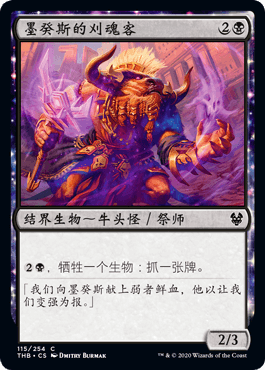 墨癸斯的刈魂客 2
结界生物~牛头怪 / 祭师
2，牺牲一个生物：抓一张牌。
「我们向墨癸斯献上弱者鲜血，他以让我
们变强为报。」
2/3
115/254 C
THB • CS DMITRY BURMAK
™ & © 2020 Wizards of the Coast